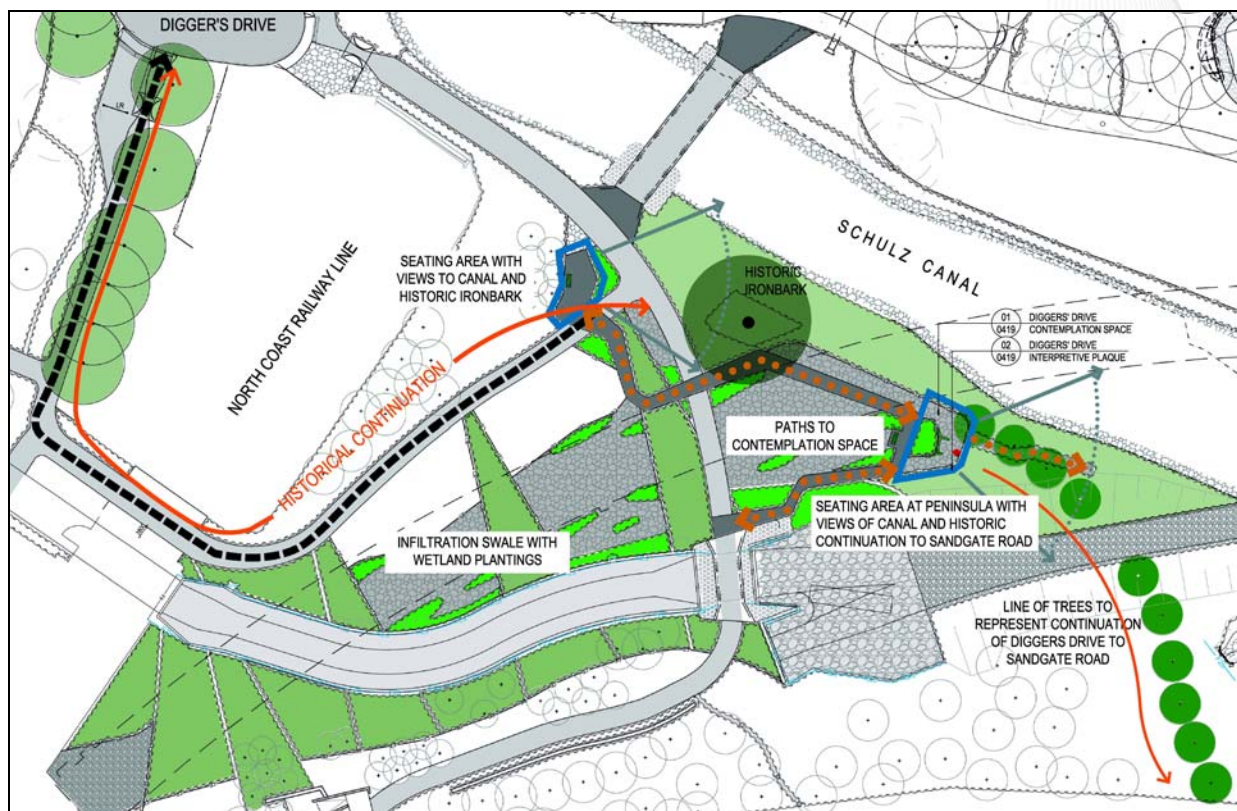 DIGGER'S DRIVE
LR
NORTH COAST RAILWAY LINE
SEATING AREA WITH
VIEWS TO CANAL AND
HISTORIC IRONBARK
HISTORIC
IRONBARK
SCHULZ CANAL
01 DIGGERS' DRIVE
0419 CONTEMPLATION SPACE
02 DIGGERS' DRIVE
0419 INTERPRETIVE PLAQUE
HISTORICAL CONTINUATION
PATHS TO
CONTEMPLATION SPACE
SEATING AREA AT PENINSULA WITH
VIEWS OF CANAL AND HISTORIC
CONTINUATION TO SANDGATE ROAD
INFILTRATION SWALE WITH
WETLAND PLANTINGS
LINE OF TREES TO
REPRESENT CONTINUATION
OF DIGGERS DRIVE TO
SANDGATE ROAD